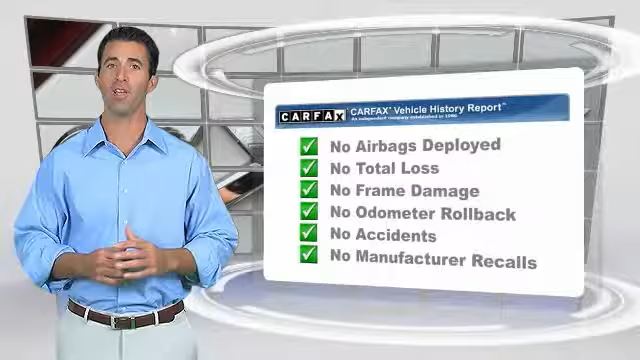 CARFAX CARFAX Vehicle History Report™
An independent company established in 1986
No Airbags Deployed
No Total Loss
No Frame Damage
No Odometer Rollback
No Accidents
No Manufacturer Recalls